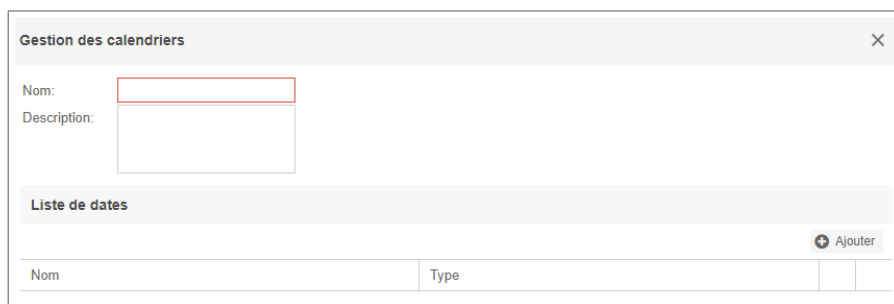 Gestion des calendriers
Nom:
Description:
Liste de dates
Ajouter
Nom Type